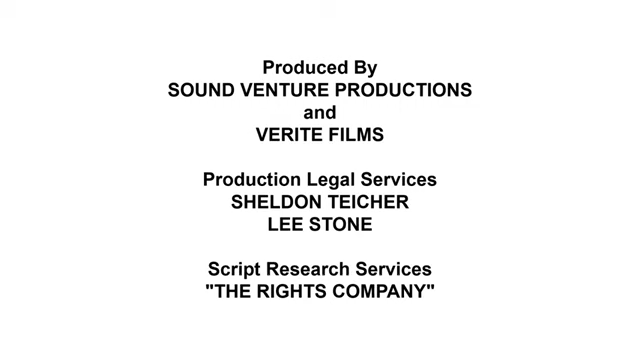 Produced By
SOUND VENTURE PRODUCTIONS
and
VERITE FILMS
Production Legal Services
SHELDON TEICHER
LEE STONE
Script Research Services
"THE RIGHTS COMPANY"